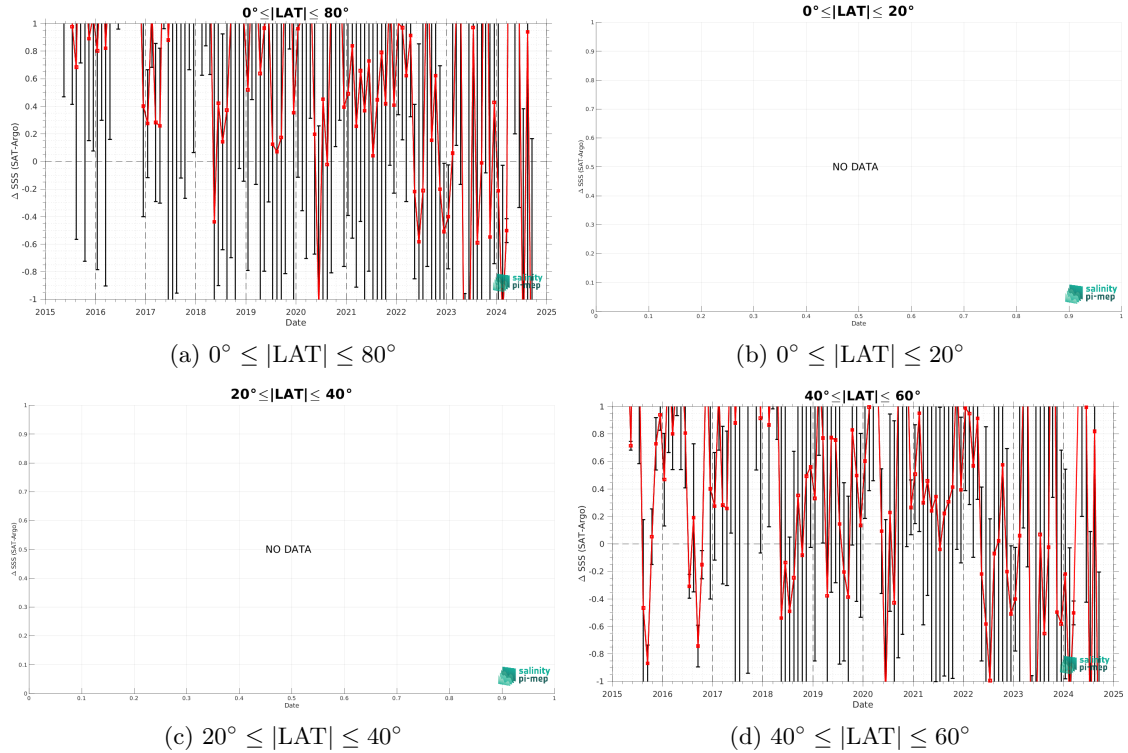 0°≤|LAT|≤ 80°
Δ SSS (SAT-Argo)
1
0.8
0.6
0.4
0.2
0
-0.2
-0.4
-0.6
-0.8
-1
2015 2016 2017 2018 2019 2020 2021 2022 2023 2024 2025
Date
salinity
pi-mep
(a) 0° ≤ |LAT| ≤ 80°
0°≤|LAT|≤ 20°
Δ SSS (SAT-Argo)
1
0.9
0.8
0.7
0.6
0.5
0.4
0.3
0.2
0.1
0
NO DATA
0 0.1 0.2 0.3 0.4 0.5 0.6 0.7 0.8 0.9 1
Date
salinity
pi-mep
(b) 0° ≤ |LAT| ≤ 20°
20°≤|LAT|≤ 40°
Δ SSS (SAT-Argo)
1
0.9
0.8
0.7
0.6
0.5
0.4
0.3
0.2
0.1
0
NO DATA
0 0.1 0.2 0.3 0.4 0.5 0.6 0.7 0.8 0.9 1
Date
salinity
pi-mep
(c) 20° ≤ |LAT| ≤ 40°
40°≤|LAT|≤ 60°
Δ SSS (SAT-Argo)
1
0.8
0.6
0.4
0.2
0
-0.2
-0.4
-0.6
-0.8
-1
2015 2016 2017 2018 2019 2020 2021 2022 2023 2024 2025
Date
salinity
pi-mep
(d) 40° ≤ |LAT| ≤ 60°